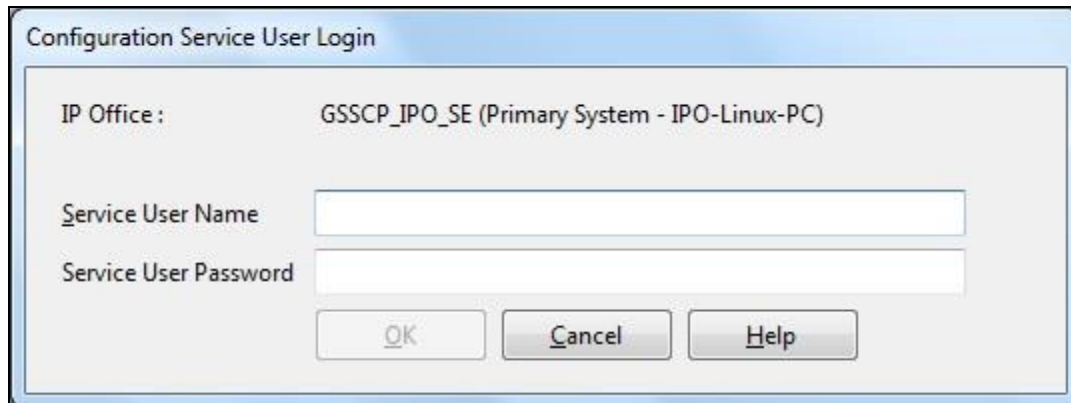 Configuration Service User Login
IP Office : GSSCP_IPO_SE (Primary System - IPO-Linux-PC)
Service User Name
Service User Password
OK Cancel Help